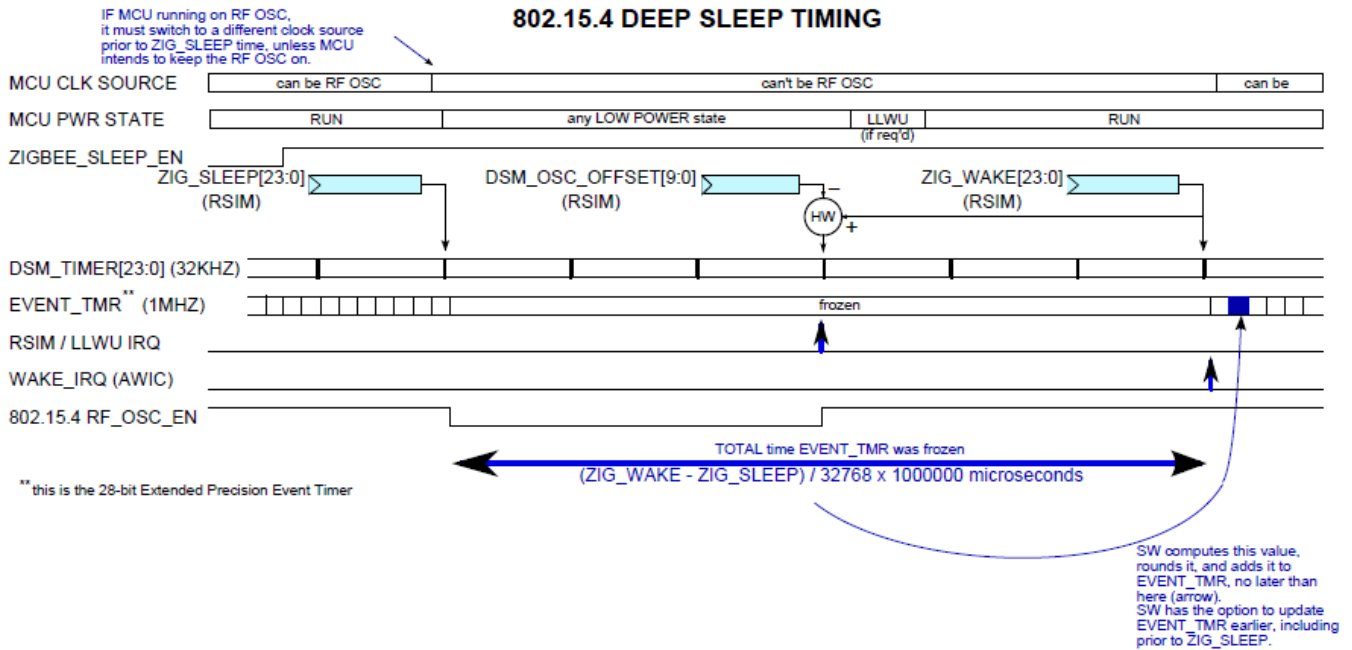 802.15.4 DEEP SLEEP TIMING
IF MCU running on RF OSC,
it must switch to a different clock source
prior to ZIG_SLEEP time, unless MCU
intends to keep the RF OSC on.
MCU CLK SOURCE can be RF OSC can't be RF OSC can be
MCU PWR STATE RUN any LOW POWER state LLWU RUN
(if req'd)
ZIGBEE_SLEEP_EN
ZIG_SLEEP[23:0] DSM_OSC_OFFSET[9:0] – ZIG_WAKE[23:0]
(RSIM) (RSIM) (RSIM)
HW
+
DSM_TIMER[23:0] (32KHZ)
EVENT_TMR** (1MHZ) frozen
RSIM / LLWU IRQ
WAKE_IRQ (AWIC)
802.15.4 RF_OSC_EN
TOTAL time EVENT_TMR was frozen
(ZIG_WAKE - ZIG_SLEEP) / 32768 x 1000000 microseconds
**this is the 28-bit Extended Precision Event Timer
SW computes this value,
rounds it, and adds it to
EVENT_TMR, no later than
here (arrow).
SW has the option to update
EVENT_TMR earlier, including
prior to ZIG_SLEEP.